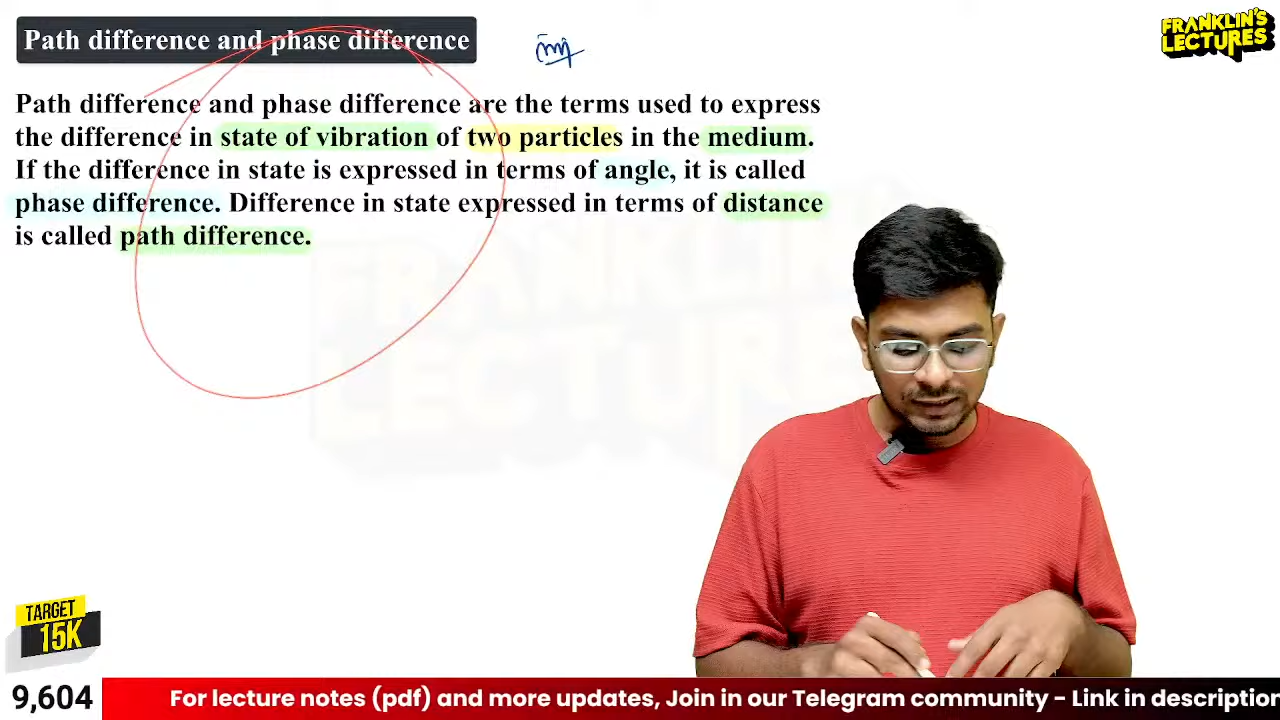 Path difference and phase difference
imp
FRANKLIN'S
LECTURES
Path difference and phase difference are the terms used to express
the difference in state of vibration of two particles in the medium.
If the difference in state is expressed in terms of angle, it is called
phase difference. Difference in state expressed in terms of distance
is called path difference.
FRANKLIN'S
LECTURES
TARGET
15K
9,604
For lecture notes (pdf) and more updates, Join in our Telegram community - Link in description